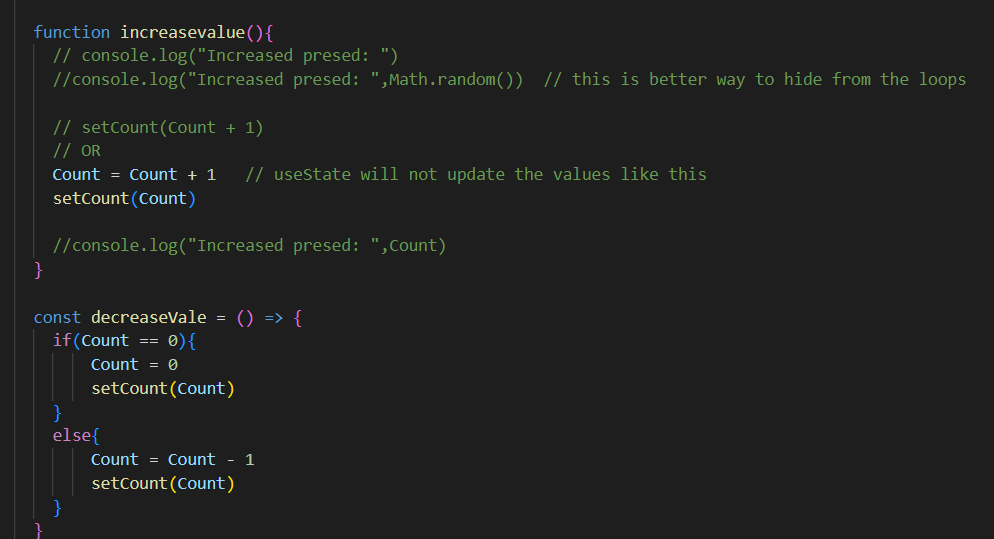 function increasevalue(){
// console.log("Increased presed: ")
//console.log("Increased presed: ",Math.random())  // this is better way to hide from the loops
// setCount(Count + 1)
// OR
Count = Count + 1   // useState will not update the values like this
setCount(Count)
//console.log("Increased presed: ",Count)
}
const decreaseVale = () => {
if(Count == 0){
Count = 0
setCount(Count)
}
else{
Count = Count - 1
setCount(Count)
}
}